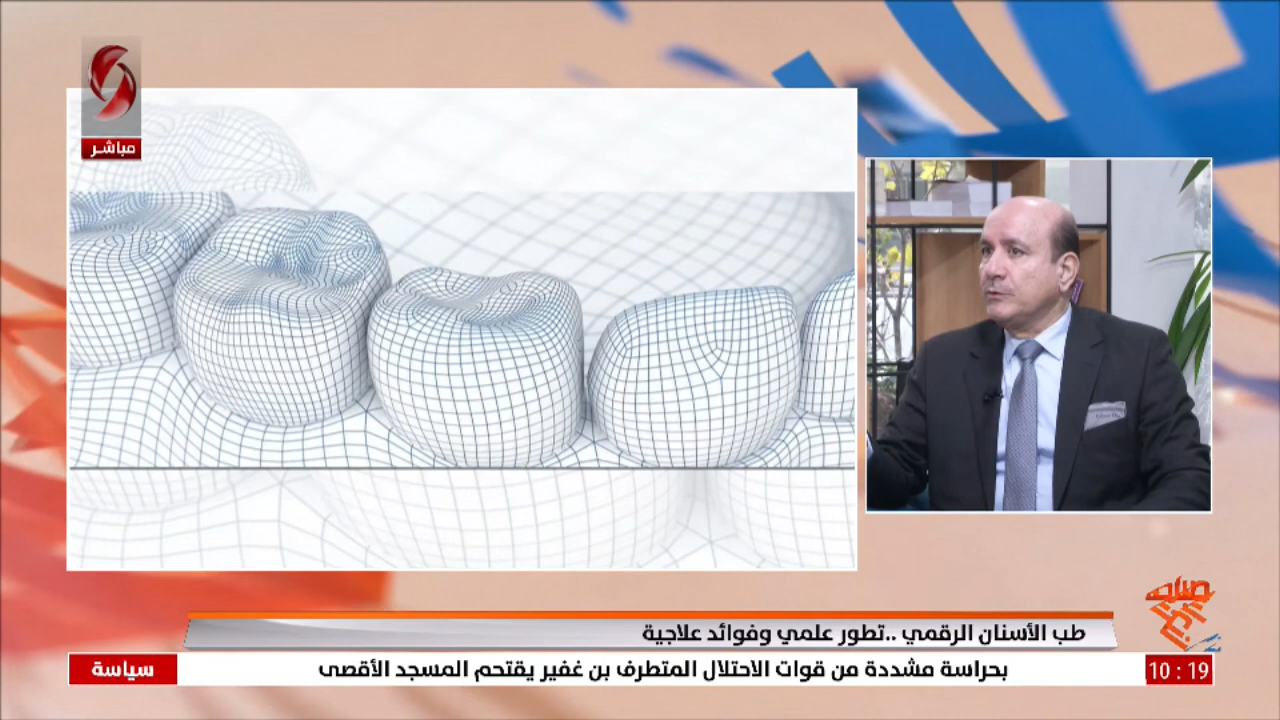 مباشر
طب الأسنان الرقمي ..تطور علمي وفوائد علاجية
بحراسة مشددة من قوات الاحتلال المتطرف بن غفير يقتحم المسجد الأقصى
سياسة
10 : 19